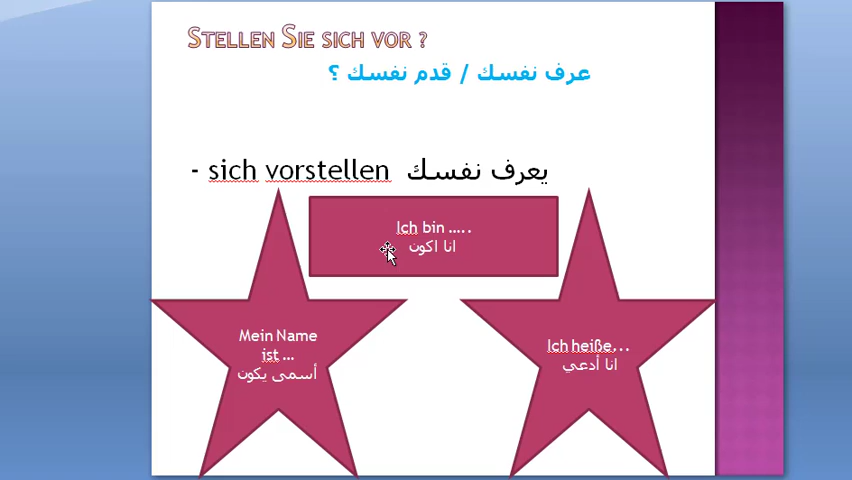 Stellen Sie sich vor ?
عرف نفسك / قدم نفسك ؟
- sich vorstellen يعرف نفسك
Ich bin …..
انا اكون
Mein Name
ist …
أسمى يكون
Ich heiße…
انا أدعي